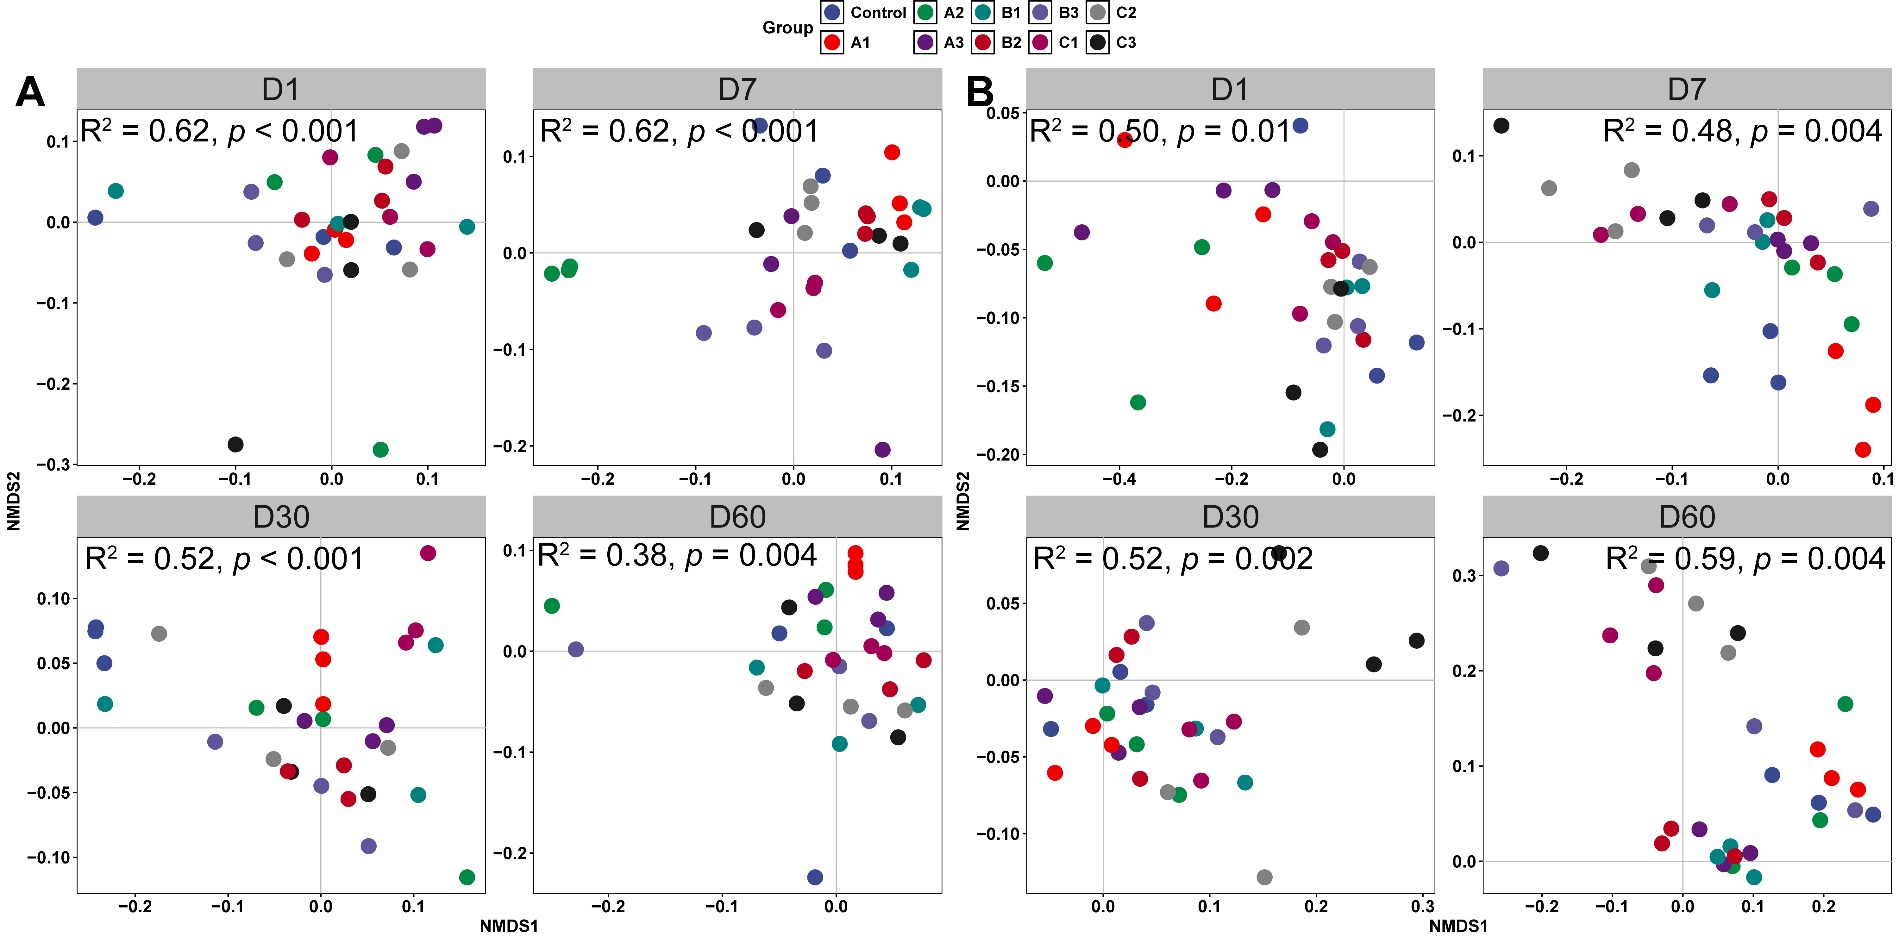 Group
Control A2 B1 B3 C2
A1 A3 B2 C1 C3
A
B
D1
R² = 0.62, p < 0.001
0.1
0.0
−0.1
−0.2
−0.3
−0.2 −0.1 0.0 0.1
D7
R² = 0.62, p < 0.001
0.1
0.0
−0.1
−0.2
−0.2 −0.1 0.0 0.1
D1
R² = 0.50, p = 0.01
0.05
0.00
−0.05
−0.10
−0.15
−0.20
−0.4 −0.2 0.0
D7
R² = 0.48, p = 0.004
0.1
0.0
−0.1
−0.2
−0.2 −0.1 0.0 0.1
NMDS2
NMDS2
D30
R² = 0.52, p < 0.001
0.10
0.05
0.00
−0.05
−0.10
−0.2 −0.1 0.0 0.1
D60
R² = 0.38, p = 0.004
0.1
0.0
−0.1
−0.2
−0.2 −0.1 0.0
D30
R² = 0.52, p = 0.002
0.05
0.00
−0.05
−0.10
0.0 0.1 0.2 0.3
D60
R² = 0.59, p = 0.004
0.3
0.2
0.1
0.0
−0.2 −0.1 0.0 0.1 0.2
NMDS1
NMDS1